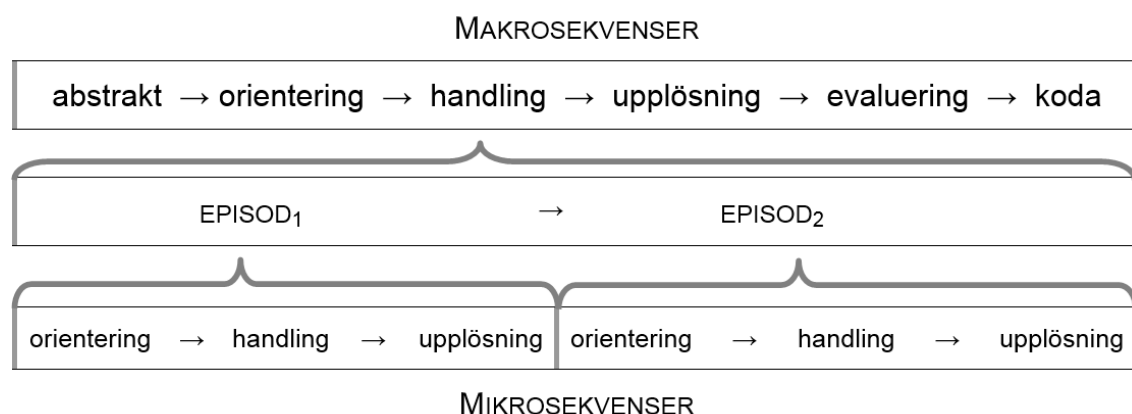 MAKROSEKVENSER
abstrakt → orientering → handling → upplösning → evaluering → koda
EPISOD1 → EPISOD2
orientering → handling → upplösning orientering → handling → upplösning
MIKROSEKVENSER